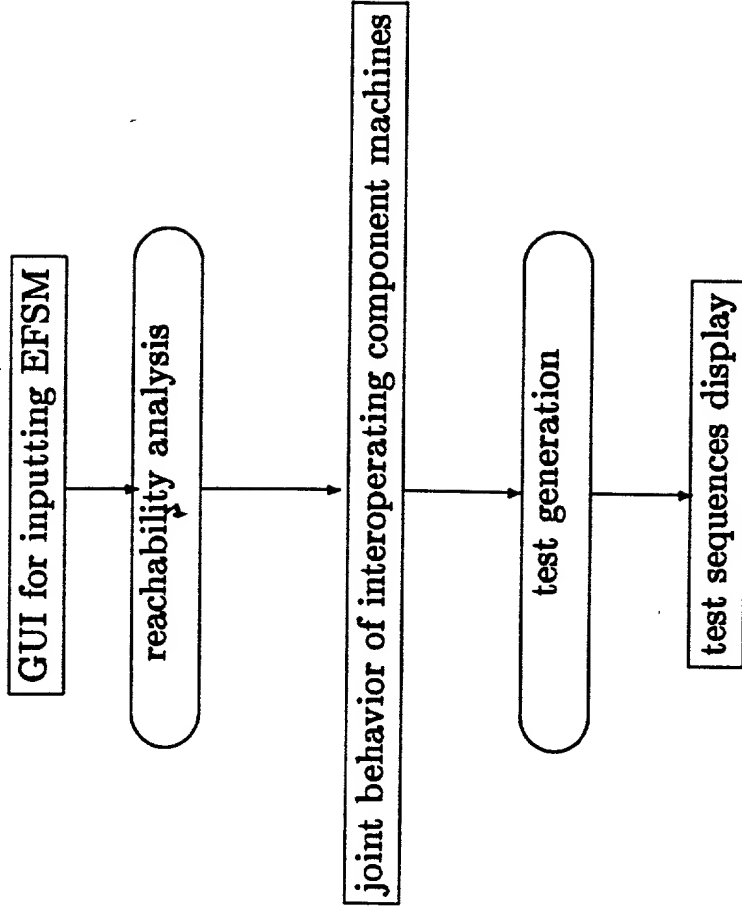 GUI for inputting EFSM
reachability analysis
joint behavior of interoperating component machines
test generation
test sequences display